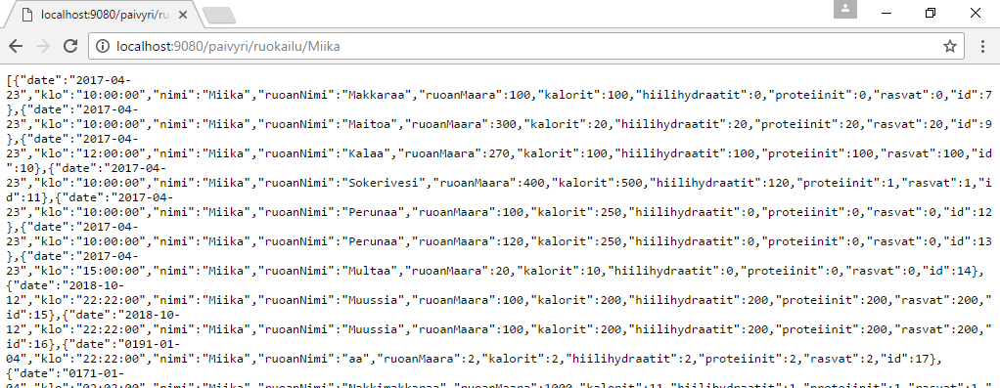 localhost:9080/paivyri/ru
localhost:9080/paivyri/ruokailu/Miika
[{"date":"2017-04-
23","klo":"10:00:00","nimi":"Miika","ruoanNimi":"Makkaraa","ruoanMaara":100,"kalorit":100,"hiilihydraatit":0,"proteiinit":0,"rasvat":0,"id":7
},{"date":"2017-04-
23","klo":"10:00:00","nimi":"Miika","ruoanNimi":"Maitoa","ruoanMaara":300,"kalorit":20,"hiilihydraatit":20,"proteiinit":20,"rasvat":20,"id":9
},{"date":"2017-04-
23","klo":"12:00:00","nimi":"Miika","ruoanNimi":"Kalaa","ruoanMaara":270,"kalorit":100,"hiilihydraatit":100,"proteiinit":100,"rasvat":100,"id
":10},{"date":"2017-04-
23","klo":"10:00:00","nimi":"Miika","ruoanNimi":"Sokerivesi","ruoanMaara":400,"kalorit":500,"hiilihydraatit":120,"proteiinit":1,"rasvat":1,"i
d":11},{"date":"2017-04-
23","klo":"10:00:00","nimi":"Miika","ruoanNimi":"Perunaa","ruoanMaara":100,"kalorit":250,"hiilihydraatit":0,"proteiinit":0,"rasvat":0,"id":12
},{"date":"2017-04-
23","klo":"10:00:00","nimi":"Miika","ruoanNimi":"Perunaa","ruoanMaara":120,"kalorit":250,"hiilihydraatit":0,"proteiinit":0,"rasvat":0,"id":13
},{"date":"2017-04-
23","klo":"15:00:00","nimi":"Miika","ruoanNimi":"Multaa","ruoanMaara":20,"kalorit":10,"hiilihydraatit":0,"proteiinit":0,"rasvat":0,"id":14},
{"date":"2018-10-
12","klo":"22:22:00","nimi":"Miika","ruoanNimi":"Muussia","ruoanMaara":100,"kalorit":200,"hiilihydraatit":200,"proteiinit":200,"rasvat":200,"
id":15},{"date":"2018-10-
12","klo":"22:22:00","nimi":"Miika","ruoanNimi":"Muussia","ruoanMaara":100,"kalorit":200,"hiilihydraatit":200,"proteiinit":200,"rasvat":200,"
id":16},{"date":"0191-01-
04","klo":"22:22:00","nimi":"Miika","ruoanNimi":"aa","ruoanMaara":2,"kalorit":2,"hiilihydraatit":2,"proteiinit":2,"rasvat":2,"id":17},
{"date":"0171-01-
04","klo":"02:02:00","nimi":"Miika","ruoanNimi":"Nakkimakkaraa","ruoanMaara":1000,"kalorit":11,"hiilihydraatit":1,"proteiinit":1,"rasvat":1,"